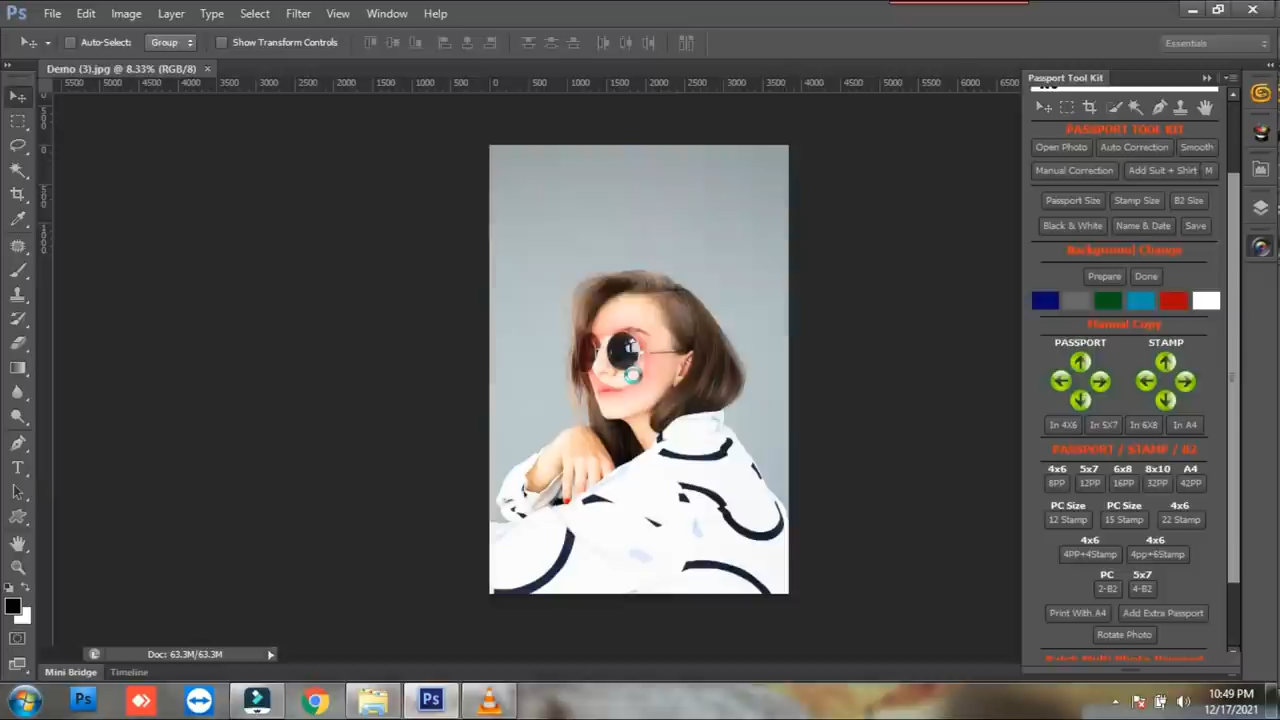 Ps File Edit Image Layer Type Select Filter View Window Help
Auto-Select: Group Show Transform Controls Essentials
Demo (3).jpg @ 8.33% (RGB/8) ×
5500 5000 4500 4000 3500 3000 2500 2000 1500 1000 500 0 500 1000 1500 2000 2500 3000 3500 4000 4500 5000 5500 6000 6500
0
500
1000
Passport Tool Kit
PASSPORT TOOL KIT
Open Photo Auto Correction Smooth
Manual Correction Add Suit + Shirt M
Passport Size Stamp Size B2 Size
Black & White Name & Date Save
Background Change
Prepare Done
Manual Copy
PASSPORT STAMP
In 4X6 In 5X7 In 6X8 In A4
PASSPORT / STAMP / B2
4x6 5x7 6x8 8x10 A4
8PP 12PP 16PP 32PP 42PP
PC Size PC Size 4x6
12 Stamp 15 Stamp 22 Stamp
4x6 4x6
4PP+4Stamp 4pp+6Stamp
PC 5x7
2-B2 4-B2
Print With A4 Add Extra Passport
Rotate Photo
Doc: 63.3M/63.3M
Mini Bridge Timeline
Ps Ps
10:49 PM
12/17/2021